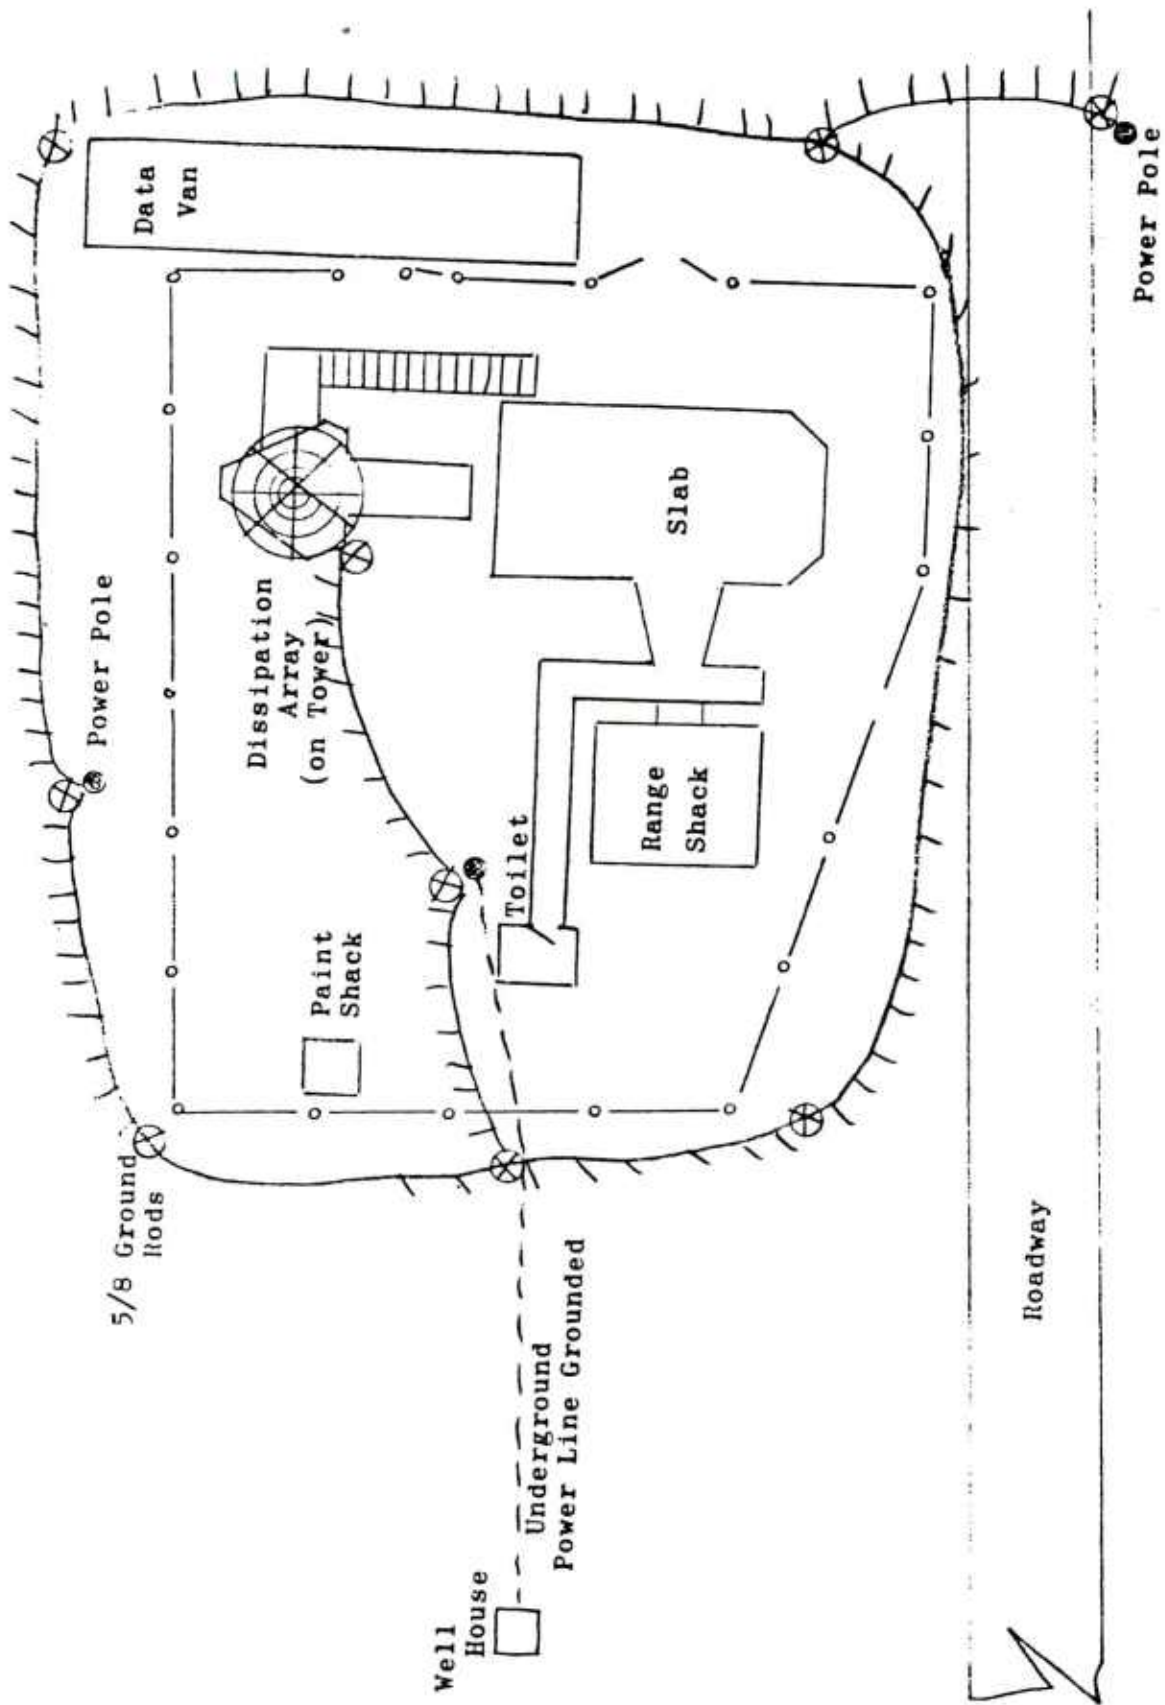 Data
Van
Power Pole
Power Pole
Dissipation
Array
(on Tower)
Slab
Range
Shack
Toilet
Paint
Shack
5/8 Ground
Rods
Underground
Power Line Grounded
Well
House
Roadway